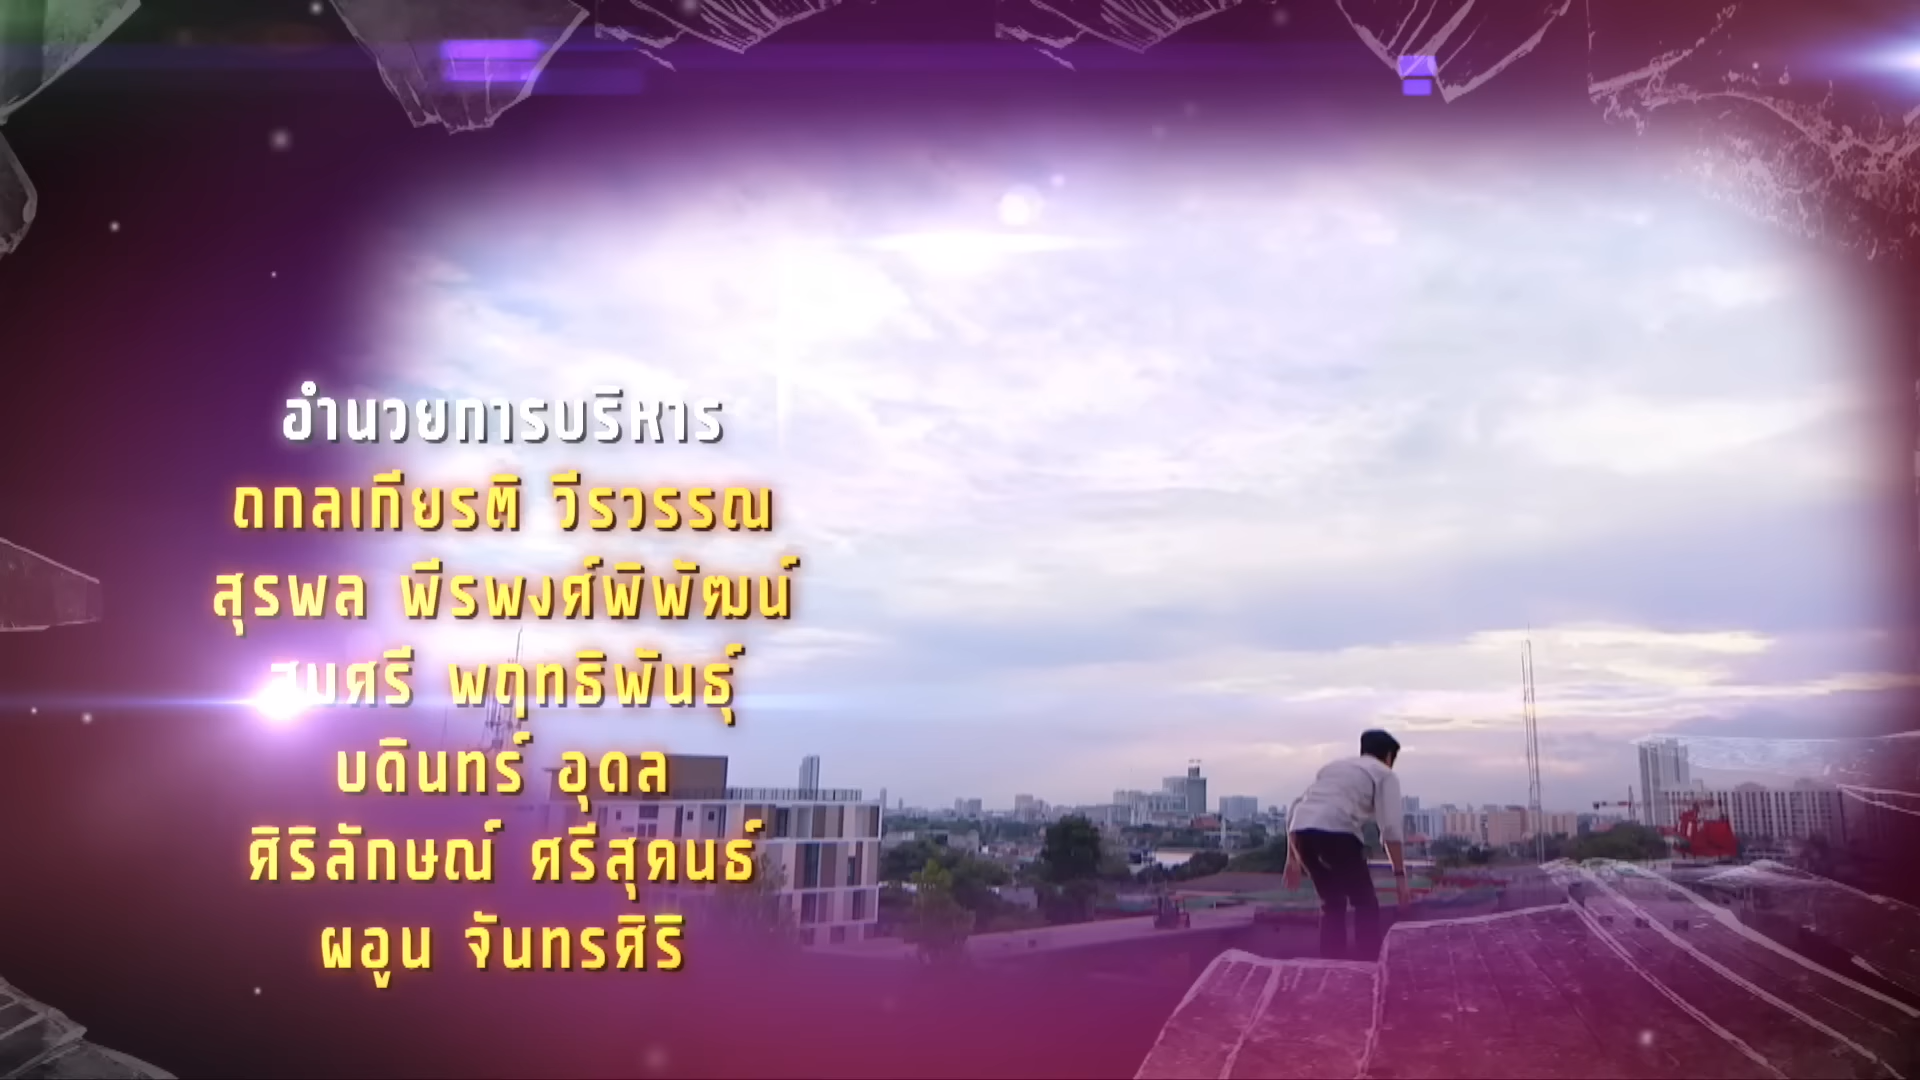 อำนวยการบริหาร
ถกลเกียรติ วีรวรรณ
สุรพล พีรพงศ์พิพัฒน์
สมศรี พฤทธิพันธุ์
บดินทร์ อุดล
ศิริลักษณ์ ศรีสุคนธ์
ผอูน จันทรศิริ